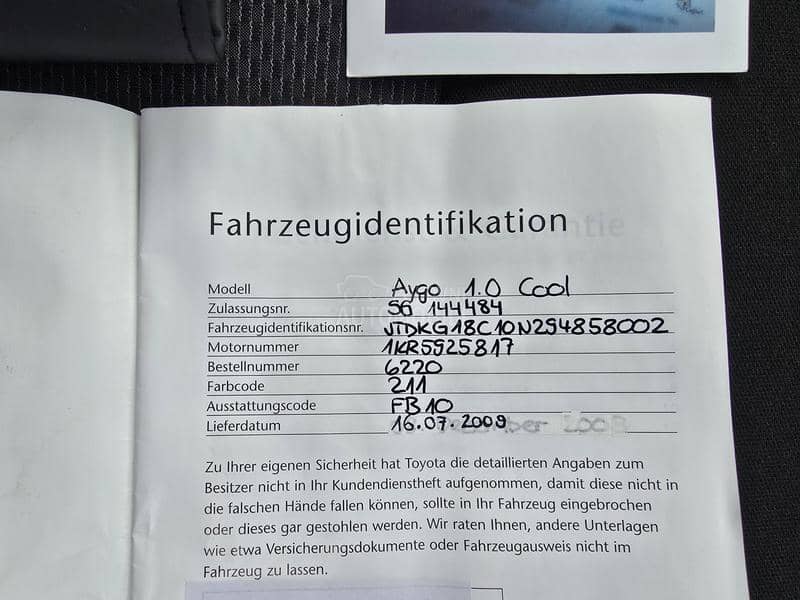 Fahrzeugidentifikation
Modell Aygo 1.0 Cool
Zulassungsnr. SG 144484
Fahrzeugidentifikationsnr. JTDKG18C10N294858002
Motornummer 1KR5925817
Bestellnummer 6220
Farbcode 211
Ausstattungscode FB10
Lieferdatum 16.07.2009
Zu Ihrer eigenen Sicherheit hat Toyota die detaillierten Angaben zum
Besitzer nicht in Ihr Kundendienstheft aufgenommen, damit diese nicht in
die falschen Hände fallen können, sollte in Ihr Fahrzeug eingebrochen
oder dieses gar gestohlen werden. Wir raten Ihnen, andere Unterlagen
wie etwa Versicherungsdokumente oder Fahrzeugausweis nicht im
Fahrzeug zu lassen.